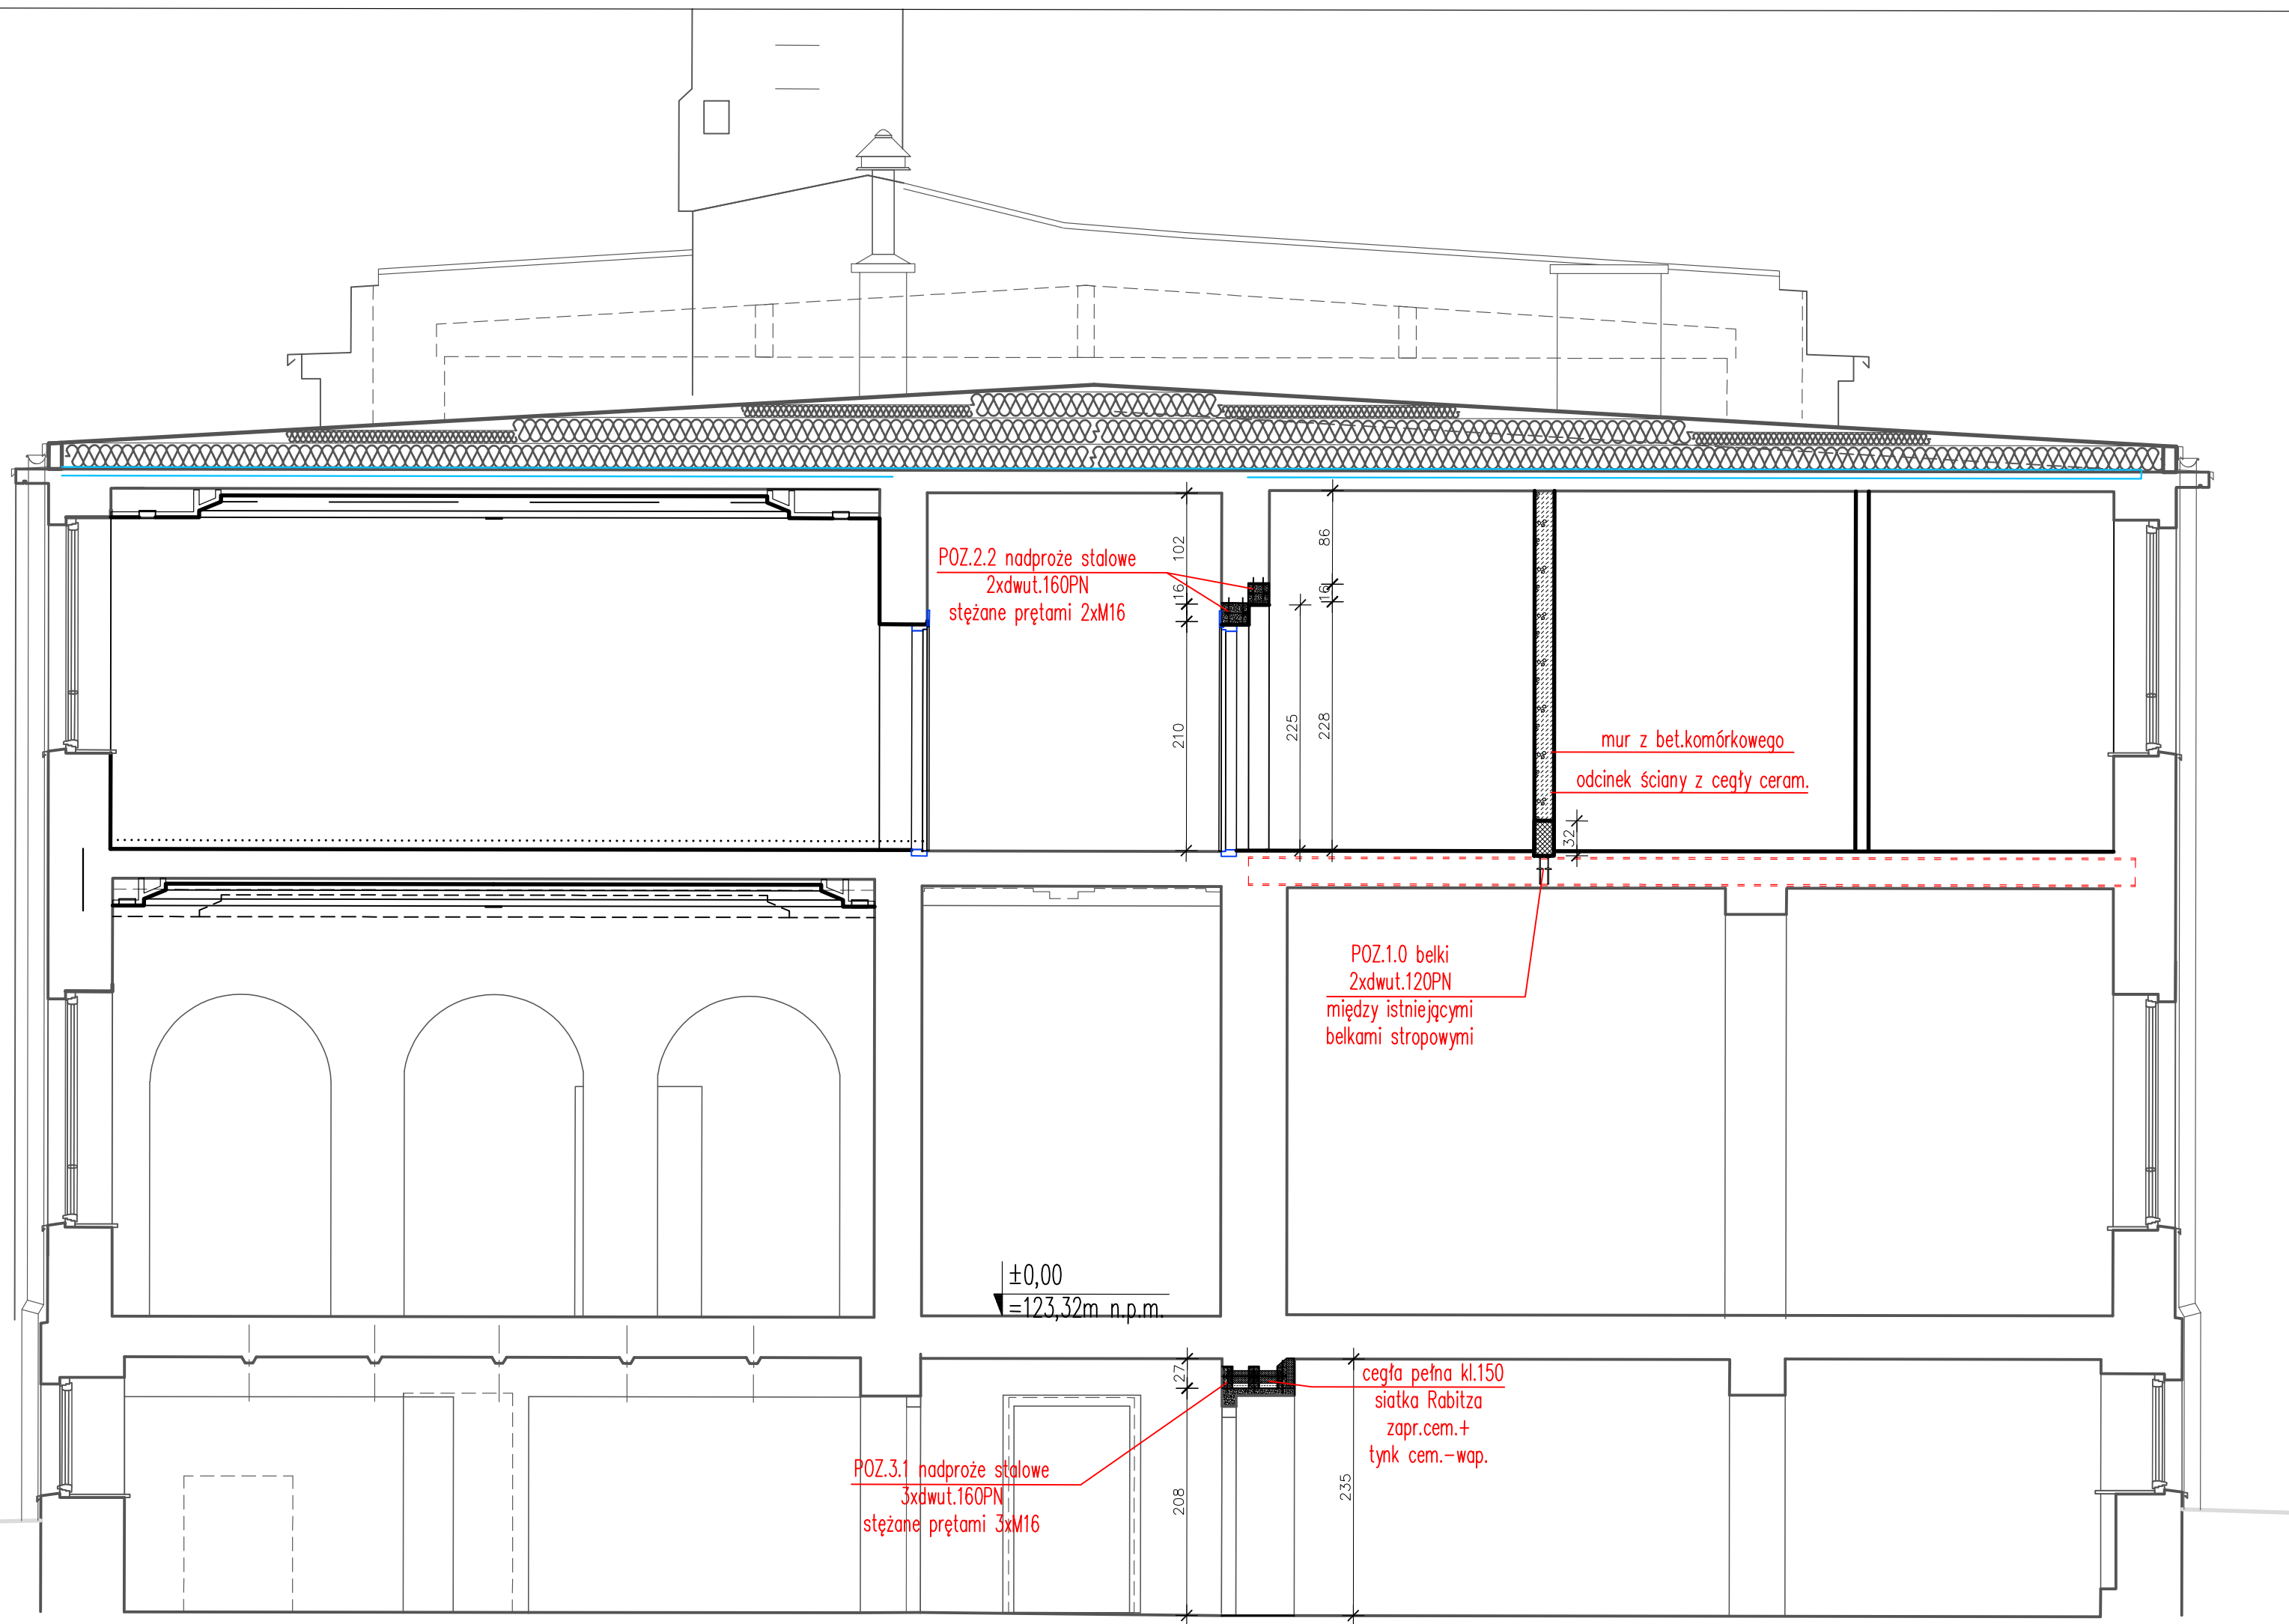 POZ.2.2 nadproże stalowe
2xdwut.160PN
stężane prętami 2xM16
102
16
210
86
16
225
228
mur z bet.komórkowego
odcinek ściany z cegły ceram.
32
POZ.1.0 belki
2xdwut.120PN
między istniejącymi
belkami stropowymi
±0,00
=123,32m n.p.m.
27
208
235
cegła pełna kl.150
siatka Rabitza
zapr.cem.+
tynk cem.-wap.
POZ.3.1 nadproże stalowe
3xdwut.160PN
stężane prętami 3xM16